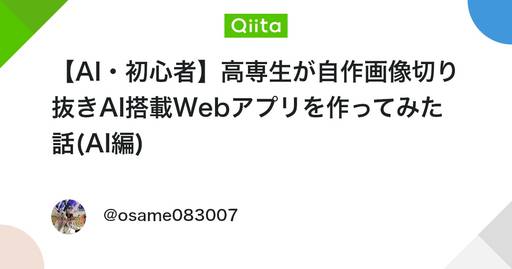 Qiita
【AI・初心者】高専生が自作画像切り
抜きAI搭載Webアプリを作ってみた
話(AI編)
@osame083007